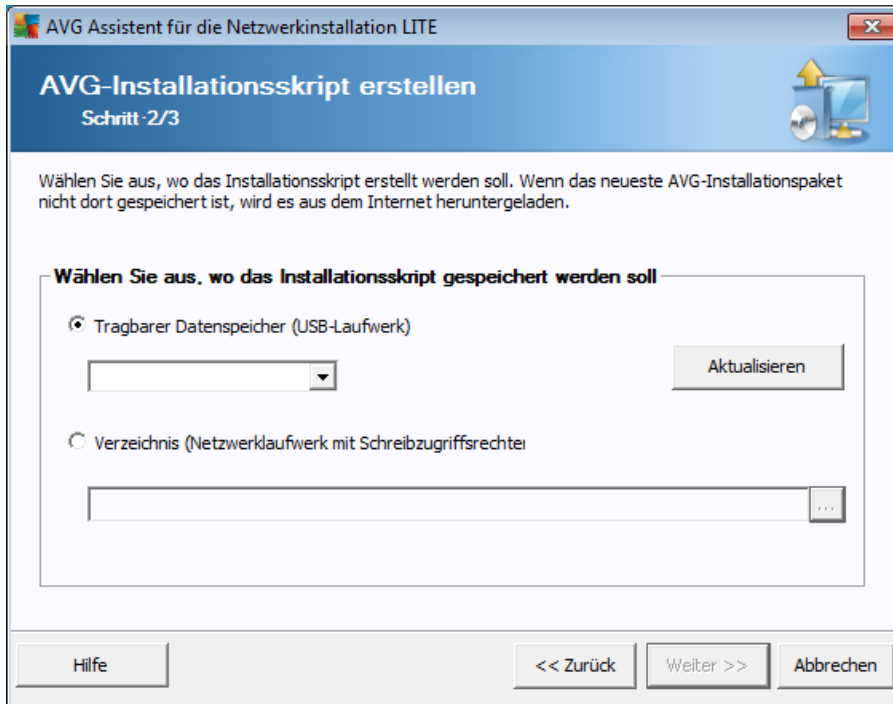 AVG Assistent für die Netzwerkinstallation LITE
AVG-Installationsskript erstellen
Schritt-2/3
Wählen Sie aus, wo das Installationsskript erstellt werden soll. Wenn das neueste AVG-Installationspaket
nicht dort gespeichert ist, wird es aus dem Internet heruntergeladen.
Wählen Sie aus, wo das Installationsskript gespeichert werden soll
Tragbarer Datenspeicher (USB-Laufwerk)
Aktualisieren
Verzeichnis (Netzwerklaufwerk mit Schreibzugriffsrechten
...
Hilfe
<< Zurück
Weiter >>
Abbrechen